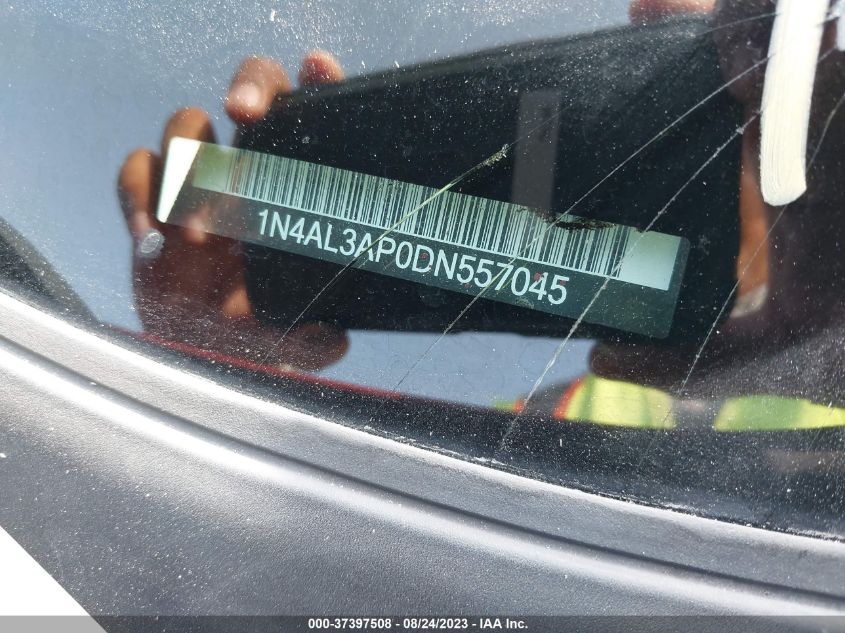 1N4AL3AP0DN557045
000-37397508 - 08/24/2023 - IAA Inc.